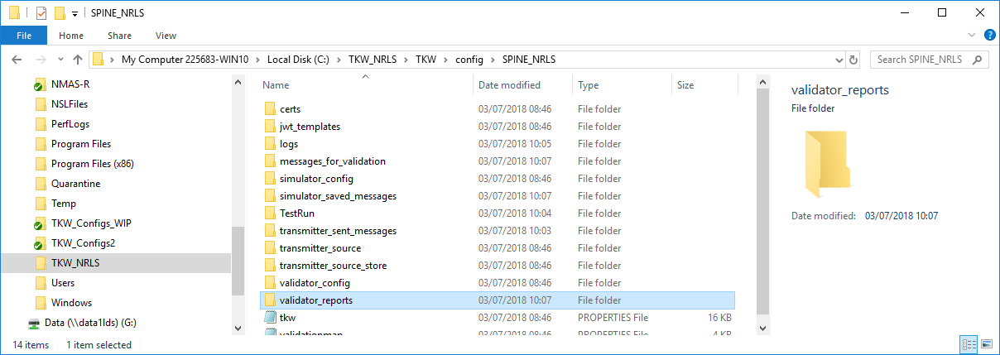 SPINE_NRLS
File Home Share View
My Computer 225683-WIN10 Local Disk (C:) TKW_NRLS TKW config SPINE_NRLS
Search SPINE_NRLS
NMAS-R
NSLFiles
PerfLogs
Program Files
Program Files (x86)
Quarantine
Temp
TKW_Configs_WIP
TKW_Configs2
TKW_NRLS
Users
Windows
Data (\\data1lds) (G:)
Name Date modified Type Size
certs 03/07/2018 08:46 File folder
jwt_templates 03/07/2018 08:46 File folder
logs 03/07/2018 10:05 File folder
messages_for_validation 03/07/2018 10:07 File folder
simulator_config 03/07/2018 08:46 File folder
simulator_saved_messages 03/07/2018 10:07 File folder
TestRun 03/07/2018 10:04 File folder
transmitter_sent_messages 03/07/2018 10:03 File folder
transmitter_source 03/07/2018 08:46 File folder
transmitter_source_store 03/07/2018 08:46 File folder
validator_config 03/07/2018 08:46 File folder
validator_reports 03/07/2018 10:07 File folder
tkw 03/07/2018 08:46 PROPERTIES File 16 KB
validationmap 03/07/2018 08:46 PROPERTIES File 4 KB
validator_reports
File folder
Date modified: 03/07/2018 10:07
14 items 1 item selected